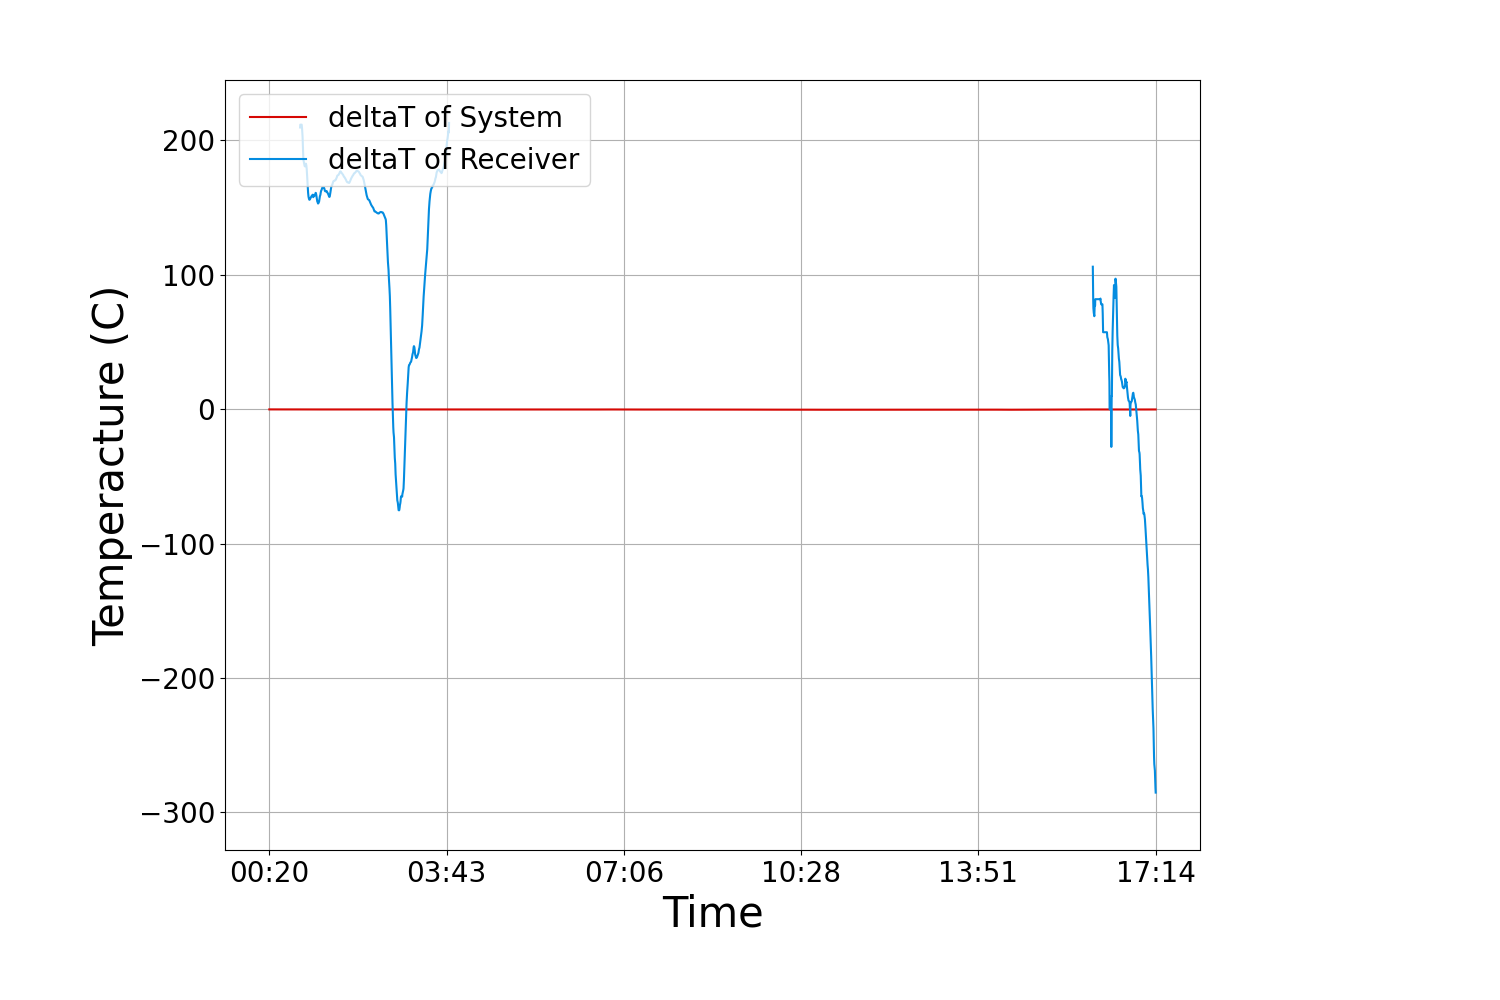 deltaT of System
deltaT of Receiver
200
100
0
−100
−200
−300
Temperacture (C)
00:20 03:43 07:06 10:28 13:51 17:14
Time